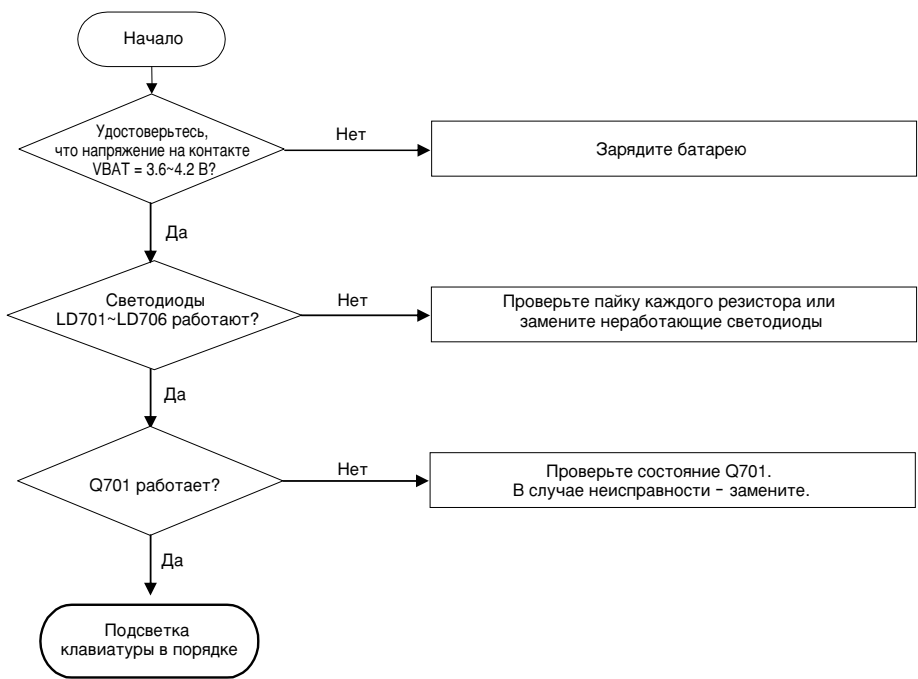 Начало
Удостоверьтесь,
что напряжение на контакте
VBAT = 3.6~4.2 В?
Нет
Зарядите батарею
Да
Светодиоды
LD701~LD706 работают?
Нет
Проверьте пайку каждого резистора или
замените неработающие светодиоды
Да
Q701 работает?
Нет
Проверьте состояние Q701.
В случае неисправности - замените.
Да
Подсветка
клавиатуры в порядке